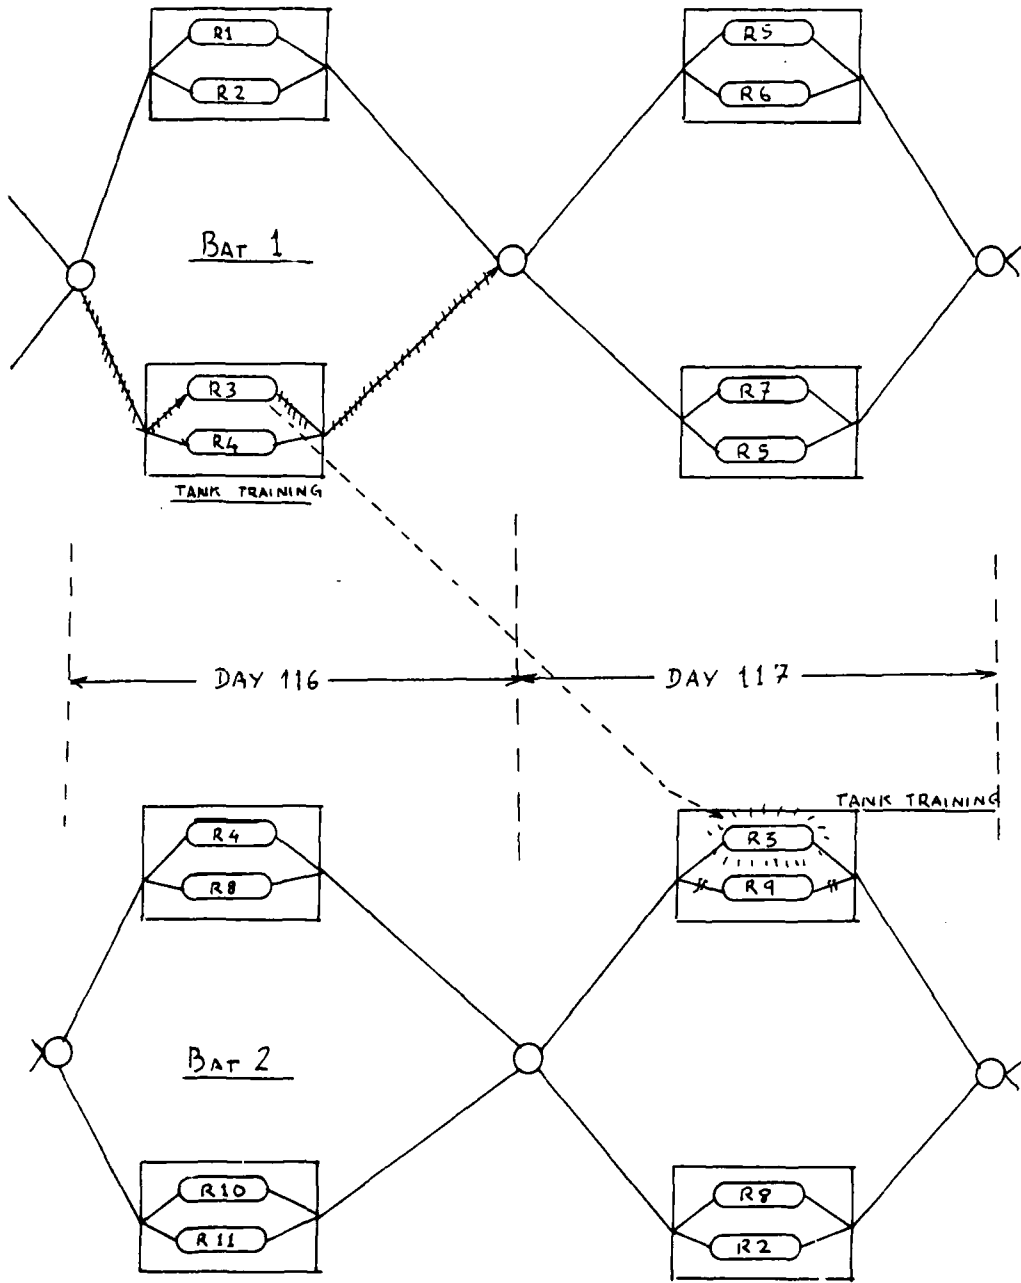 R1
R2
R5
R6
BAT 1
R3
R4
TANK TRAINING
R7
R5
DAY 116
DAY 117
TANK TRAINING
R4
R8
R3
R9
BAT 2
R10
R11
R8
R2